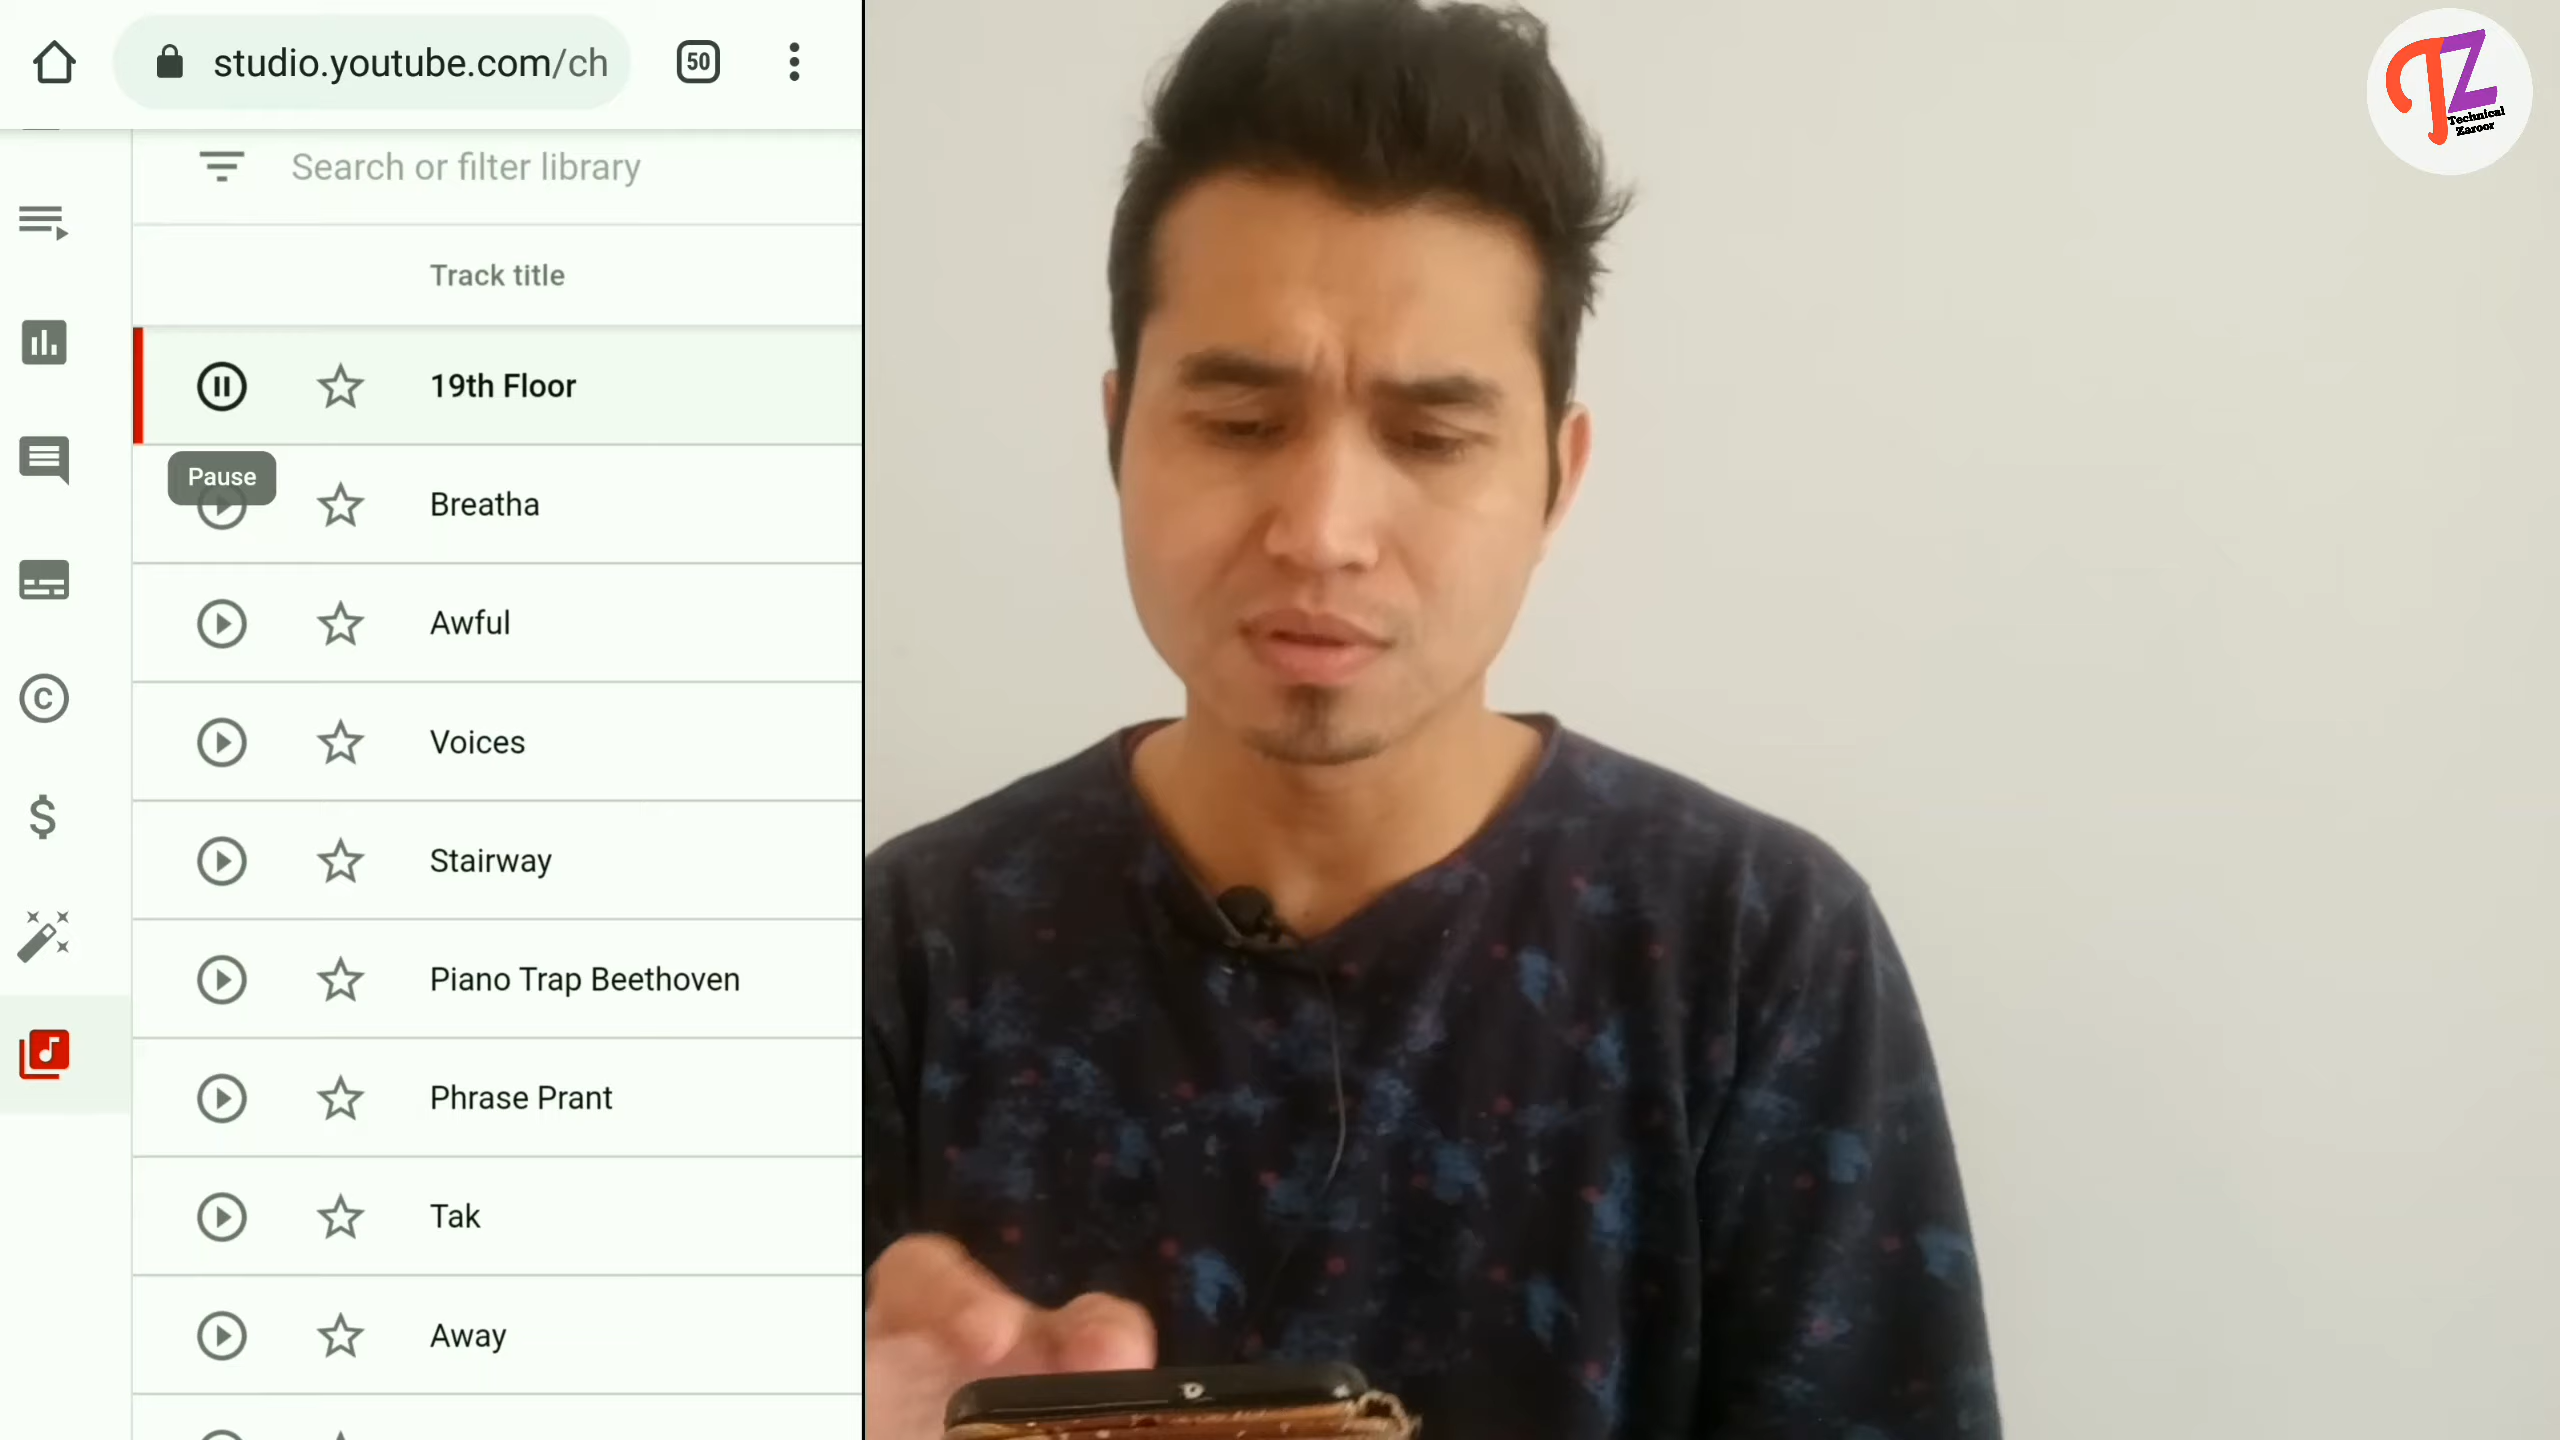 studio.youtube.com/ch
50
Search or filter library
Track title
19th Floor
Pause
Breatha
Awful
Voices
Stairway
Piano Trap Beethoven
Phrase Prant
Tak
Away
TZ
Technical
Zaroor